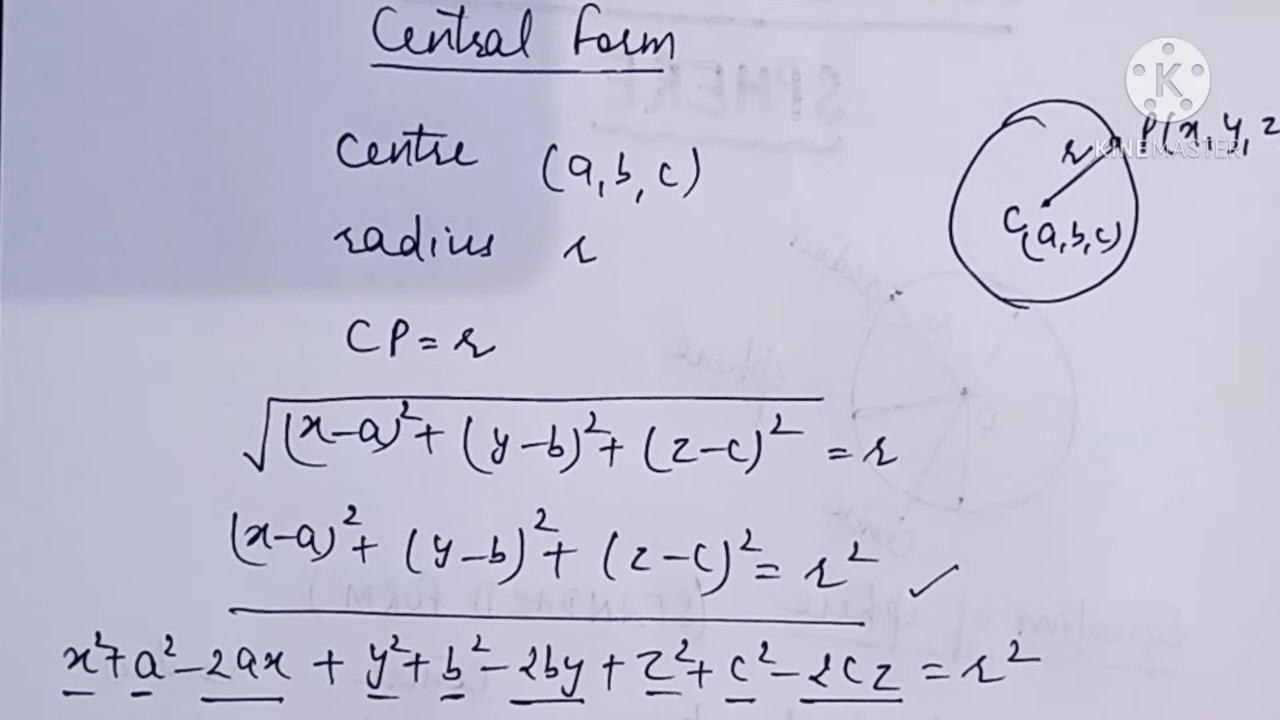 Central Form
Centre (a, b, c)
radius r
CP = r
√(x-a)²+(y-b)²+(z-c)² = r
(x-a)²+(y-b)²+(z-c)² = r²
x²+a²-2ax + y²+b²-2by + z²+c²-2cz = r²
K
KINEMASTER
P(x, y, z
r
C(a,b,c)
SPHERE